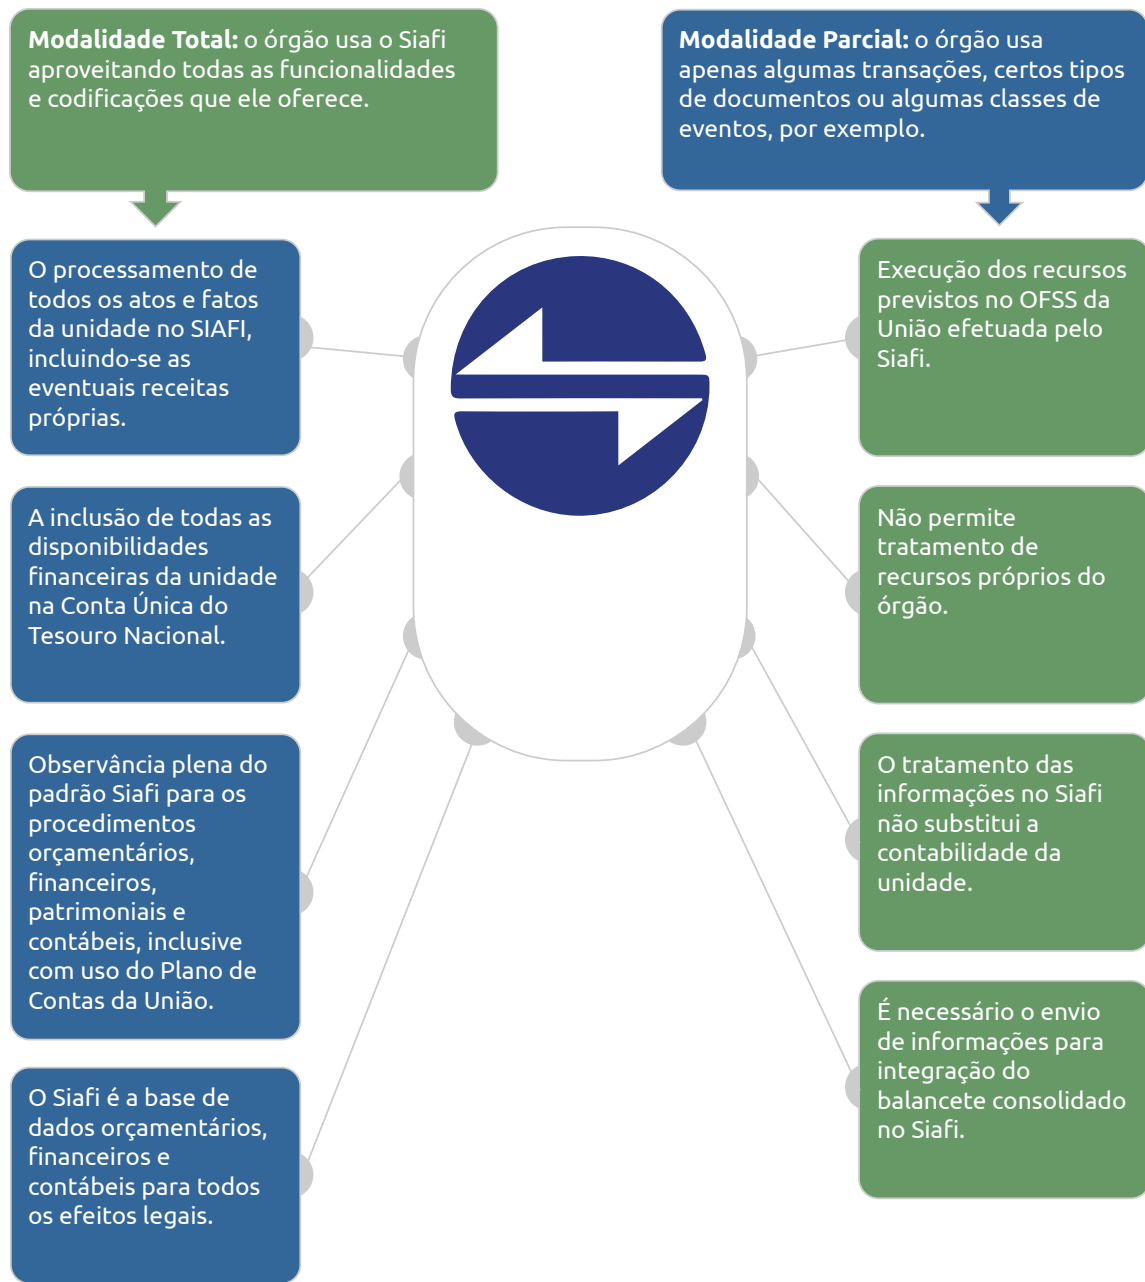 Modalidade Total: o órgão usa o Siafi
aproveitando todas as funcionalidades
e codificações que ele oferece.
Modalidade Parcial: o órgão usa
apenas algumas transações, certos tipos
de documentos ou algumas classes de
eventos, por exemplo.
O processamento de
todos os atos e fatos
da unidade no SIAFI,
incluindo-se as
eventuais receitas
próprias.
A inclusão de todas as
disponibilidades
financeiras da unidade
na Conta Única do
Tesouro Nacional.
Observância plena do
padrão Siafi para os
procedimentos
orçamentários,
financeiros,
patrimoniais e
contábeis, inclusive
com uso do Plano de
Contas da União.
O Siafi é a base de
dados orçamentários,
financeiros e
contábeis para todos
os efeitos legais.
Execução dos recursos
previstos no OFSS da
União efetuada pelo
Siafi.
Não permite
tratamento de
recursos próprios do
órgão.
O tratamento das
informações no Siafi
não substitui a
contabilidade da
unidade.
É necessário o envio
de informações para
integração do
balancete consolidado
no Siafi.